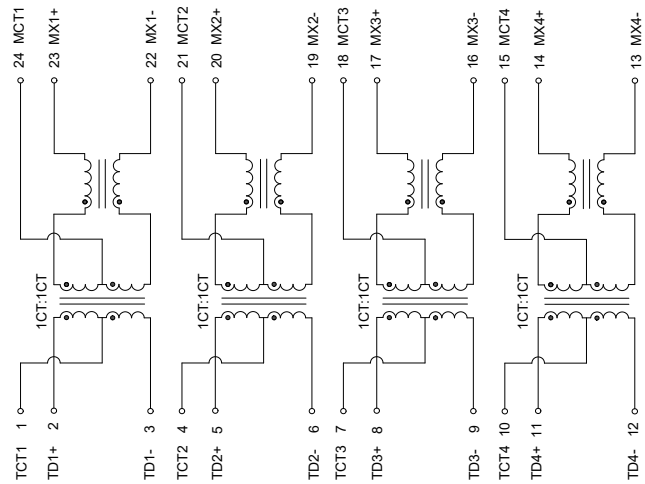 24 MCT1
23 MX1+
22 MX1-
21 MCT2
20 MX2+
19 MX2-
18 MCT3
17 MX3+
16 MX3-
15 MCT4
14 MX4+
13 MX4-
1CT:1CT
1CT:1CT
1CT:1CT
1CT:1CT
TCT1 1
TD1+ 2
TD1- 3
TCT2 4
TD2+ 5
TD2- 6
TCT3 7
TD3+ 8
TD3- 9
TCT4 10
TD4+ 11
TD4- 12